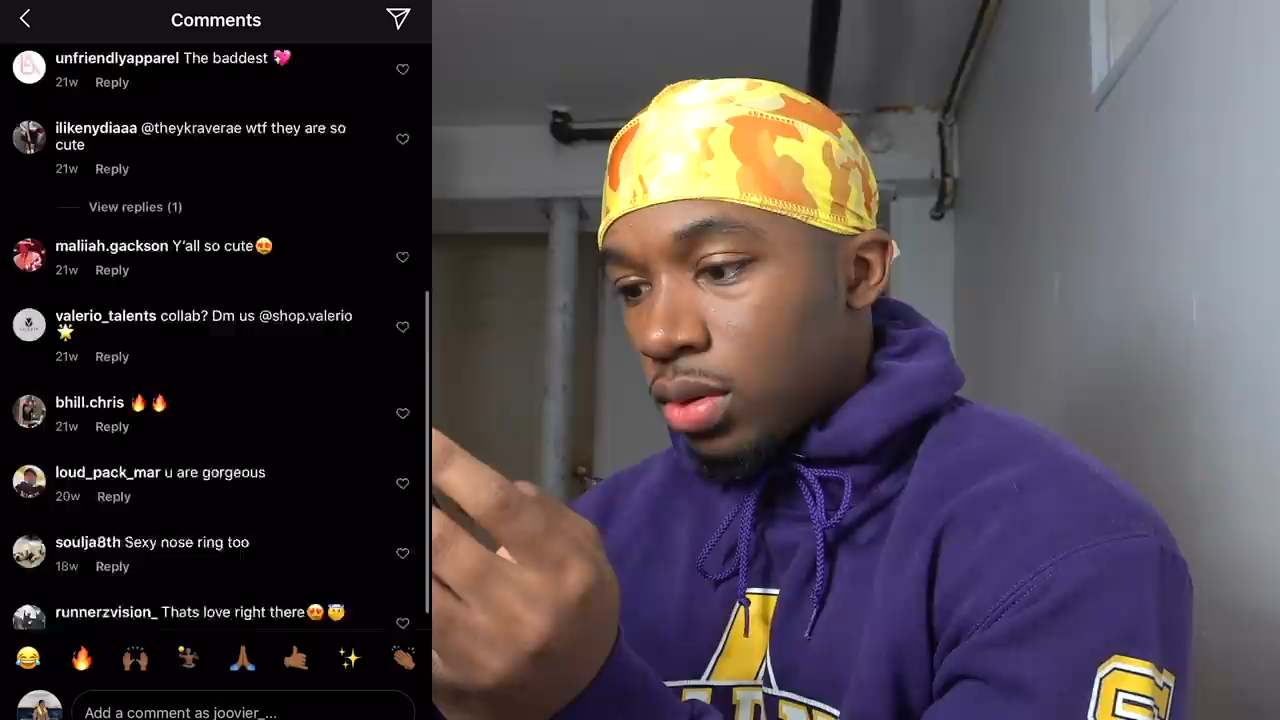 Comments
unfriendlyapparel The baddest 💖
21w Reply
ilikenydiaaa @theykraverae wtf they are so
cute
21w Reply
View replies (1)
maliiah.gackson Y'all so cute😍
21w Reply
valerio_talents collab? Dm us @shop.valerio
🌟
21w Reply
bhill.chris 🔥🔥
21w Reply
loud_pack_mar u are gorgeous
20w Reply
soulja8th Sexy nose ring too
18w Reply
runnerzvision_ Thats love right there😍😇
Add a comment as joovier_...